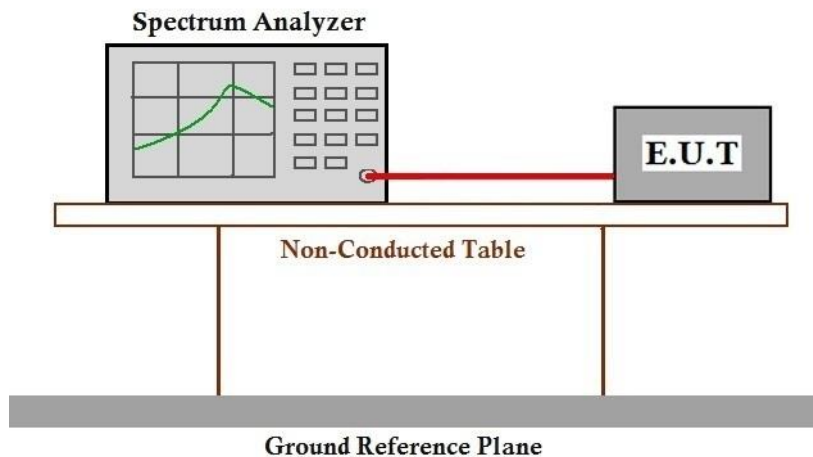 Spectrum Analyzer
E.U.T
Non-Conducted Table
Ground Reference Plane